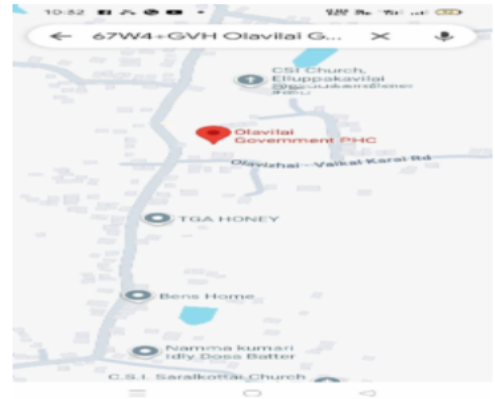 10:32
67W4+GVH Olavilai G...
CSI Church,
Elluppakavilai
Olavilai
Government PHC
Olavizhai - Vaikal Karai Rd
TGA HONEY
Bens Home
Namma kumari
Idly Dosa Batter
C.S.I. Saralkottai Church